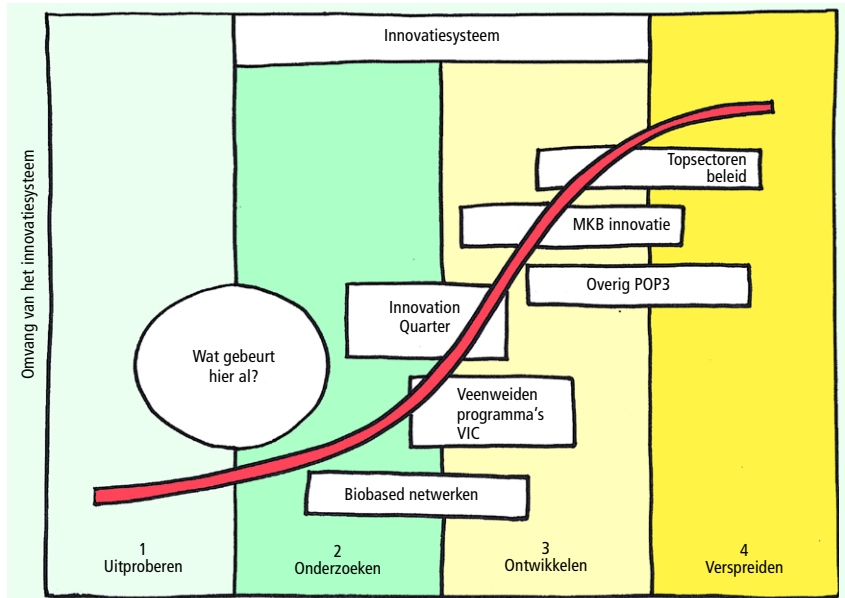 Innovatiesysteem
Omvang van het innovatiesysteem
Topsectoren
beleid
MKB innovatie
Overig POP3
Innovation
Quarter
Wat gebeurt
hier al?
Veenweiden
programma's
VIC
Biobased netwerken
1
Uitproberen
2
Onderzoeken
3
Ontwikkelen
4
Verspreiden